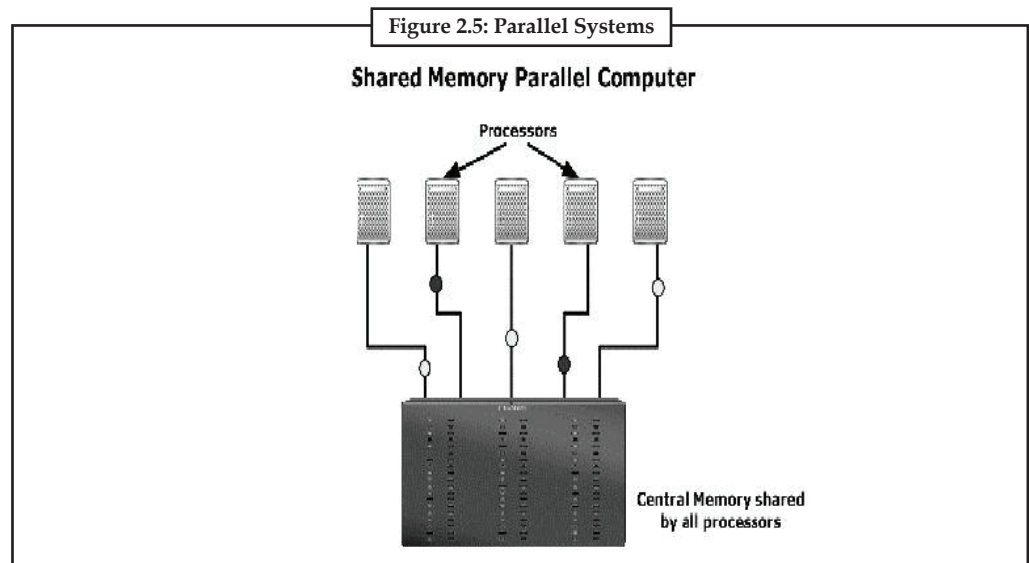 Figure 2.5: Parallel Systems
Shared Memory Parallel Computer
Processors
Central Memory shared
by all processors